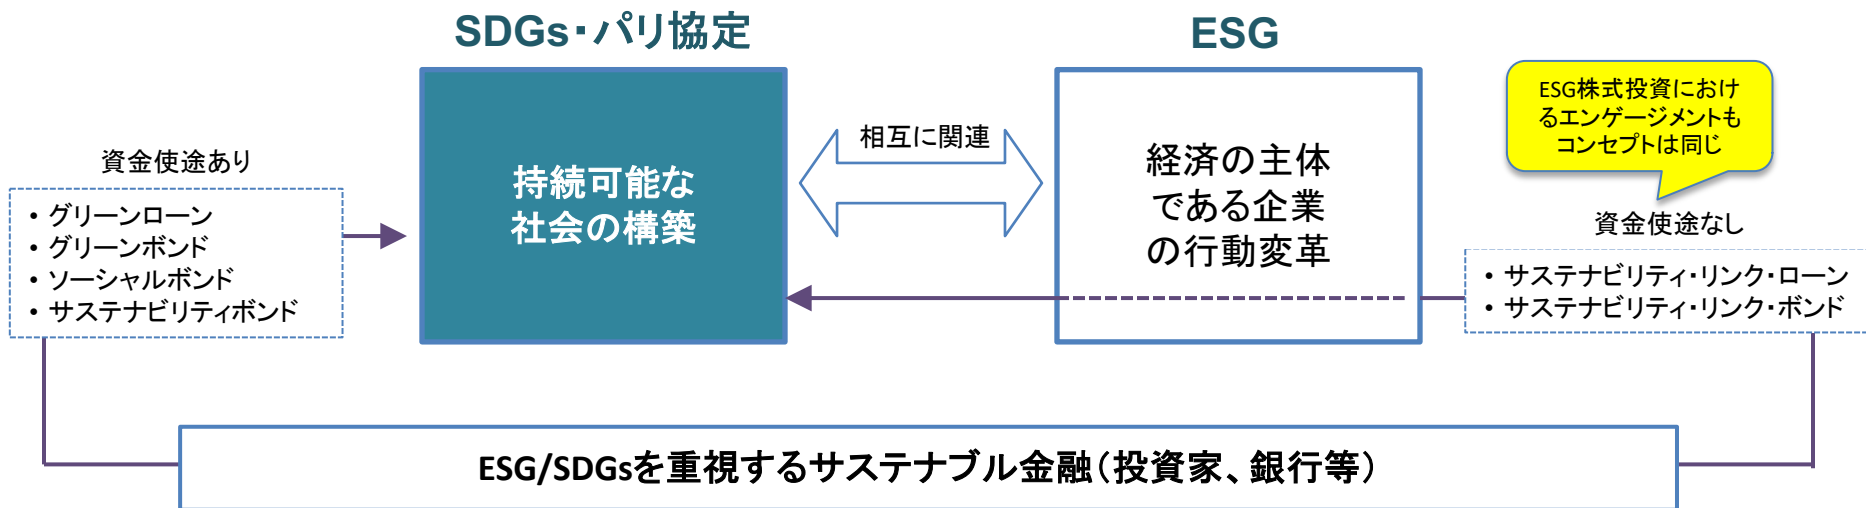 SDGs・パリ協定
ESG
資金使途あり
・グリーンローン
・グリーンボンド
・ソーシャルボンド
・サステナビリティボンド
持続可能な
社会の構築
相互に関連
経済の主体
である企業
の行動変革
ESG株式投資におけ
るエンゲージメントも
コンセプトは同じ
資金使途なし
・サステナビリティ・リンク・ローン
・サステナビリティ・リンク・ボンド
ESG/SDGsを重視するサステナブル金融（投資家、銀行等）